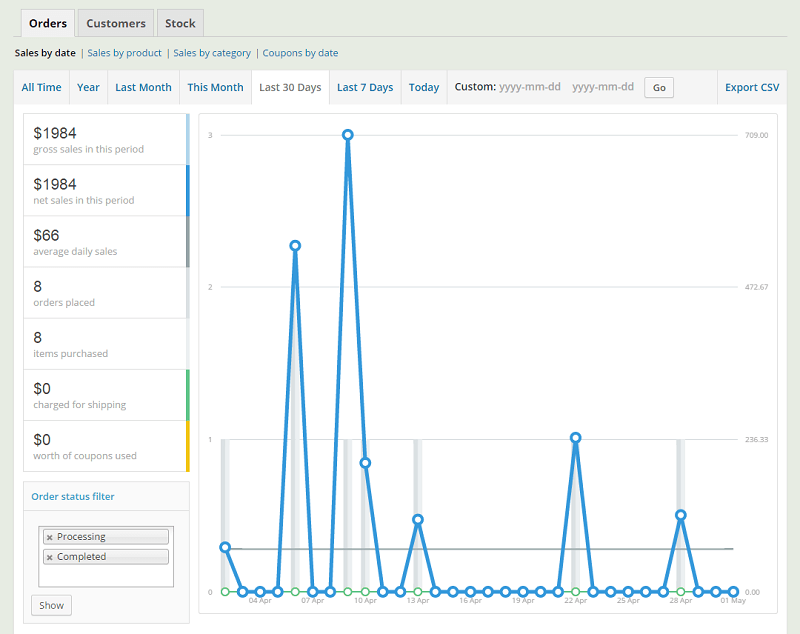 Orders Customers Stock
Sales by date | Sales by product | Sales by category | Coupons by date
All Time Year Last Month This Month Last 30 Days Last 7 Days Today Custom: yyyy-mm-dd yyyy-mm-dd Go Export CSV
$1984
gross sales in this period
$1984
net sales in this period
$66
average daily sales
8
orders placed
8
items purchased
$0
charged for shipping
$0
worth of coupons used
Order status filter
× Processing
× Completed
Show
3 709.00
2 472.67
1 236.33
0 0.00
04 Apr 07 Apr 10 Apr 13 Apr 16 Apr 19 Apr 22 Apr 25 Apr 28 Apr 01 May